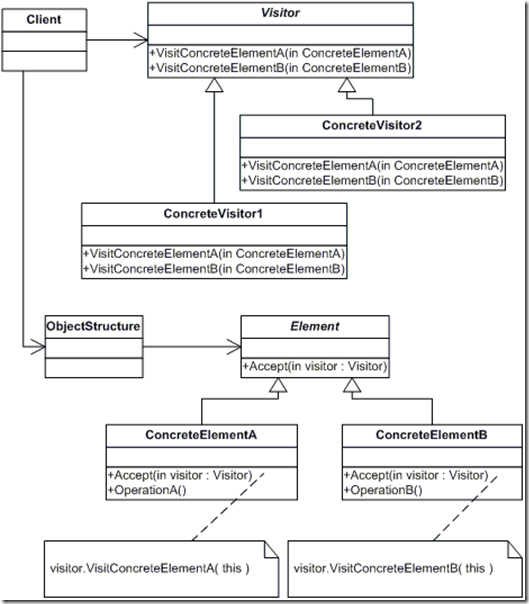 Client
Visitor
+VisitConcreteElementA(in ConcreteElementA)
+VisitConcreteElementB(in ConcreteElementB)
ConcreteVisitor2
+VisitConcreteElementA(in ConcreteElementA)
+VisitConcreteElementB(in ConcreteElementB)
ConcreteVisitor1
+VisitConcreteElementA(in ConcreteElementA)
+VisitConcreteElementB(in ConcreteElementB)
ObjectStructure
Element
+Accept(in visitor : Visitor)
ConcreteElementA
+Accept(in visitor : Visitor)
+OperationA()
ConcreteElementB
+Accept(in visitor : Visitor)
+OperationB()
visitor.VisitConcreteElementA( this )
visitor.VisitConcreteElementB( this )